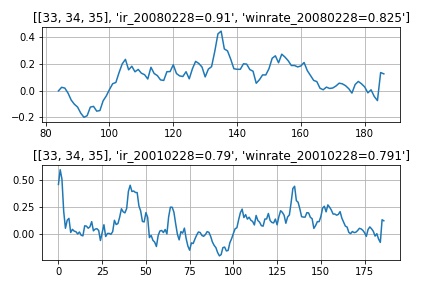 [[33, 34, 35], 'ir_20080228=0.91', 'winrate_20080228=0.825']
0.4
0.2
0.0
−0.2
80 100 120 140 160 180
[[33, 34, 35], 'ir_20010228=0.79', 'winrate_20010228=0.791']
0.50
0.25
0.00
0 25 50 75 100 125 150 175